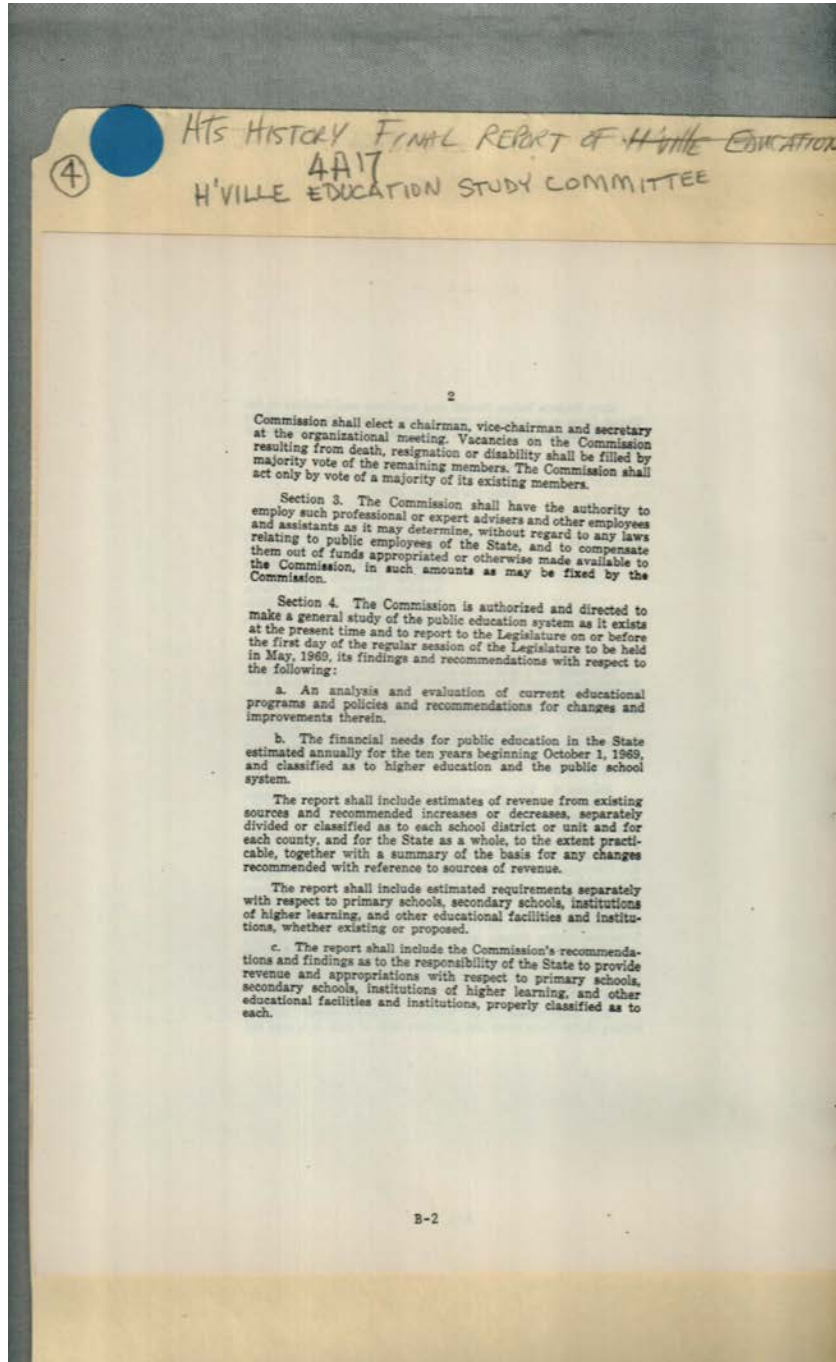 HTS HISTORY FINAL REPORT OF H'VILLE EDUCATION
4A17
④
H'VILLE EDUCATION STUDY COMMITTEE
2
Commission shall elect a chairman, vice-chairman and secretary
at the organizational meeting. Vacancies on the Commission
resulting from death, resignation or disability shall be filled by
majority vote of the remaining members. The Commission shall
act only by vote of a majority of its existing members.
Section 3. The Commission shall have the authority to
employ such professional or expert advisers and other employees
and assistants as it may determine, without regard to any laws
relating to public employees of the State, and to compensate
them out of funds appropriated or otherwise made available to
the Commission, in such amounts as may be fixed by the
Commission.
Section 4. The Commission is authorized and directed to
make a general study of the public education system as it exists
at the present time and to report to the Legislature on or before
the first day of the regular session of the Legislature to be held
in May, 1969, its findings and recommendations with respect to
the following:
a. An analysis and evaluation of current educational
programs and policies and recommendations for changes and
improvements therein.
b. The financial needs for public education in the State
estimated annually for the ten years beginning October 1, 1969,
and classified as to higher education and the public school
system.
The report shall include estimates of revenue from existing
sources and recommended increases or decreases, separately
divided or classified as to each school district or unit and for
each county, and for the State as a whole, to the extent practi-
cable, together with a summary of the basis for any changes
recommended with reference to sources of revenue.
The report shall include estimated requirements separately
with respect to primary schools, secondary schools, institutions
of higher learning, and other educational facilities and institu-
tions, whether existing or proposed.
c. The report shall include the Commission's recommenda-
tions and findings as to the responsibility of the State to provide
revenue and appropriations with respect to primary schools,
secondary schools, institutions of higher learning, and other
educational facilities and institutions, properly classified as to
each.
B-2